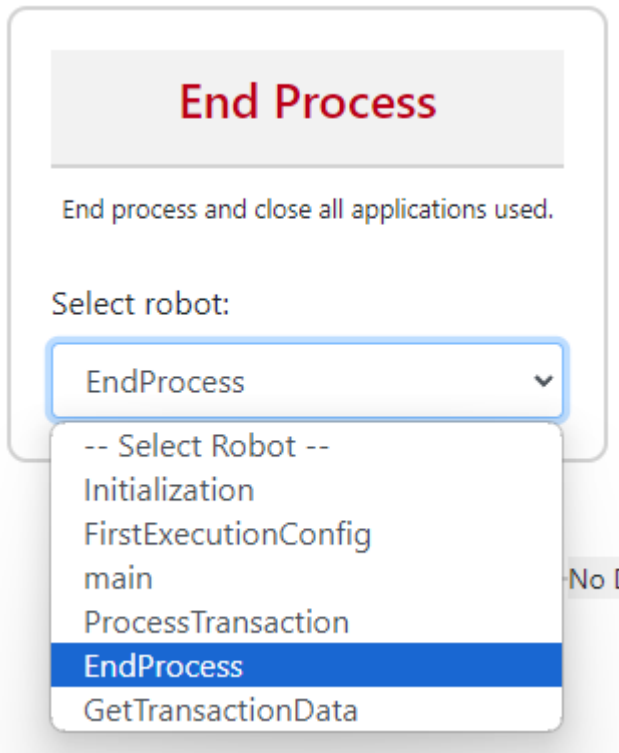 End Process
End process and close all applications used.
Select robot:
EndProcess
-- Select Robot --
Initialization
FirstExecutionConfig
main
No
ProcessTransaction
EndProcess
GetTransactionData